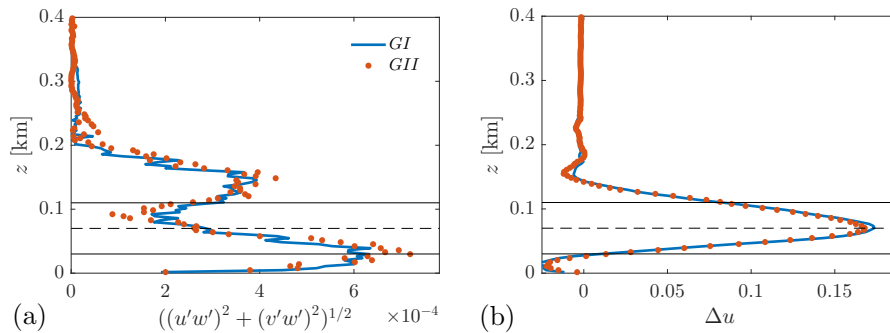 0.4
0.3
0.2
0.1
0
z [km]
0 2 4 6
((u'w')² + (v'w')²)^{1/2}
×10⁻⁴
GI
GII
(a)
0.4
0.3
0.2
0.1
0
z [km]
0 0.05 0.1 0.15
Δu
(b)